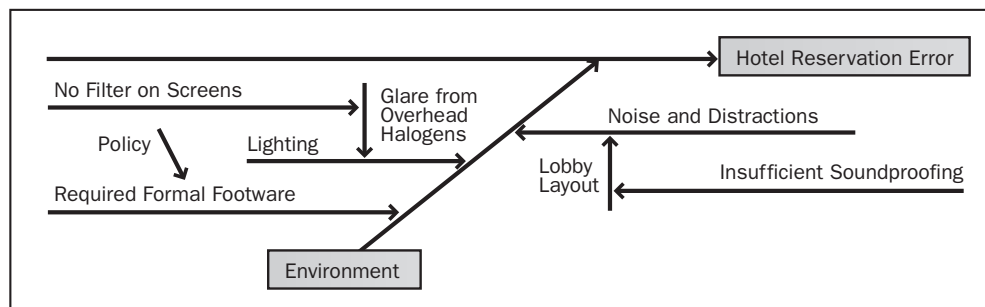 Hotel Reservation Error
No Filter on Screens
Glare from
Overhead
Halogens
Noise and Distractions
Policy
Lighting
Lobby
Layout
Insufficient Soundproofing
Required Formal Footware
Environment